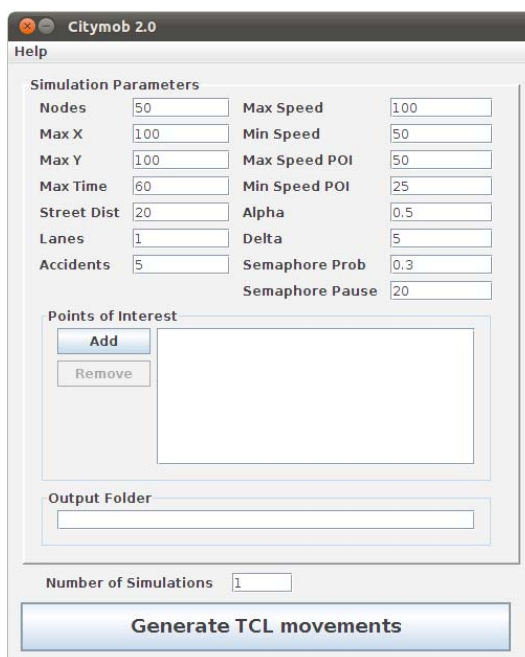 Citymob 2.0
Help
Simulation Parameters
Nodes 50 Max Speed 100
Max X 100 Min Speed 50
Max Y 100 Max Speed POI 50
Max Time 60 Min Speed POI 25
Street Dist 20 Alpha 0.5
Lanes 1 Delta 5
Accidents 5 Semaphore Prob 0.3
Semaphore Pause 20
Points of Interest
Add
Remove
Output Folder
Number of Simulations 1
Generate TCL movements